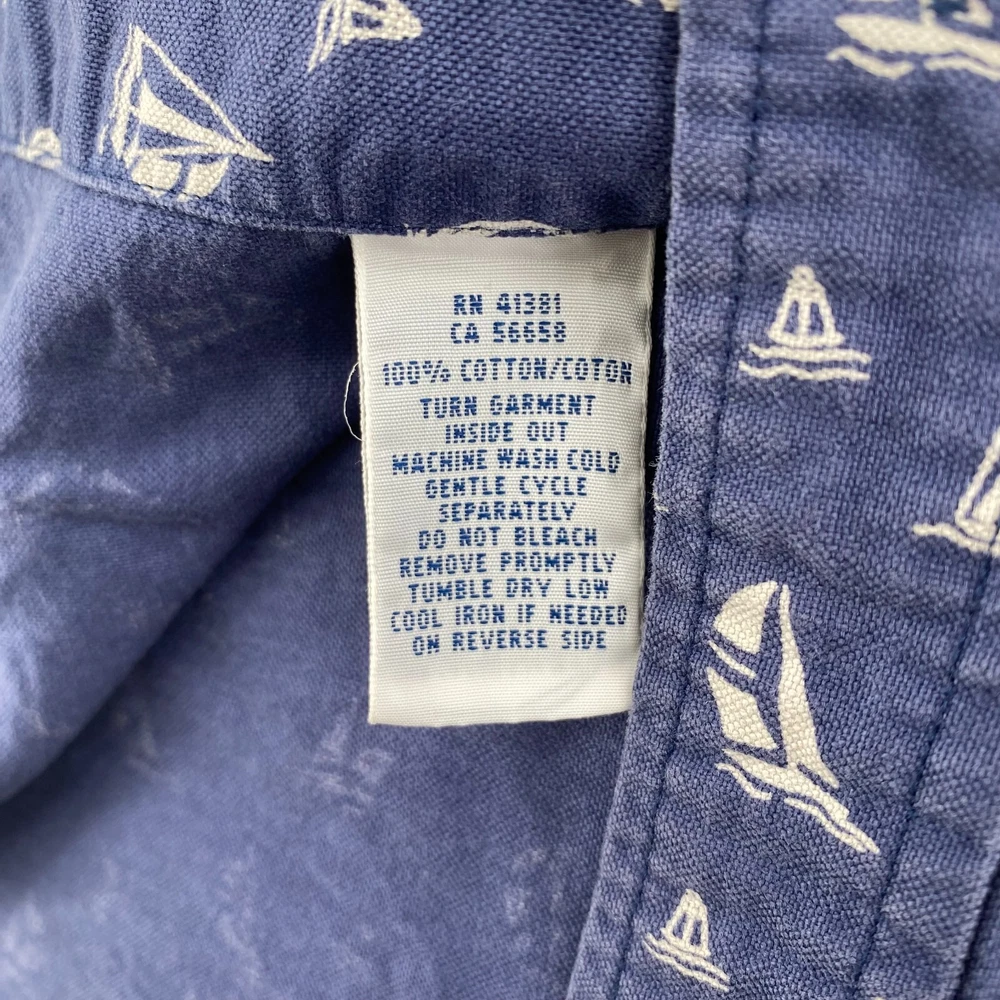 RN 41381
CA 56658
100% COTTON/COTON
TURN GARMENT
INSIDE OUT
MACHINE WASH COLD
GENTLE CYCLE
SEPARATELY
DO NOT BLEACH
REMOVE PROMPTLY
TUMBLE DRY LOW
COOL IRON IF NEEDED
ON REVERSE SIDE